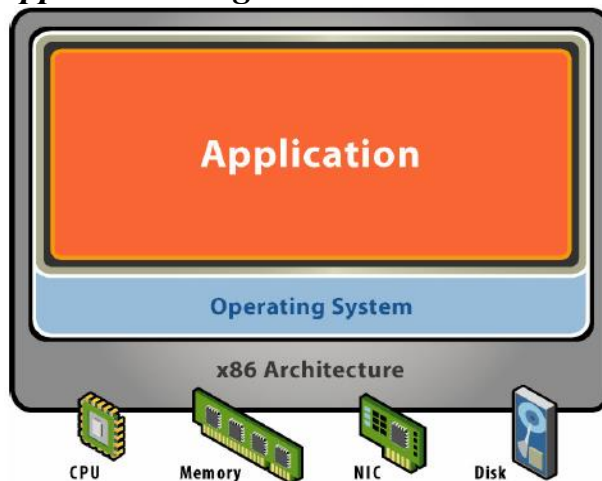 Application
Operating System
x86 Architecture
CPU Memory NIC Disk